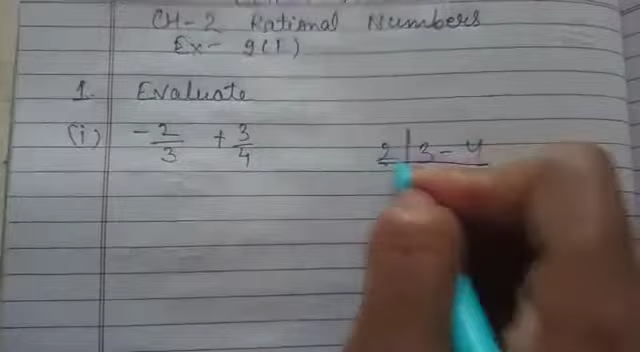 CH-2 Rational Numbers
Ex- 9(1)
1. Evaluate
(i) -2/3 + 3/4
2 | 3 - 4